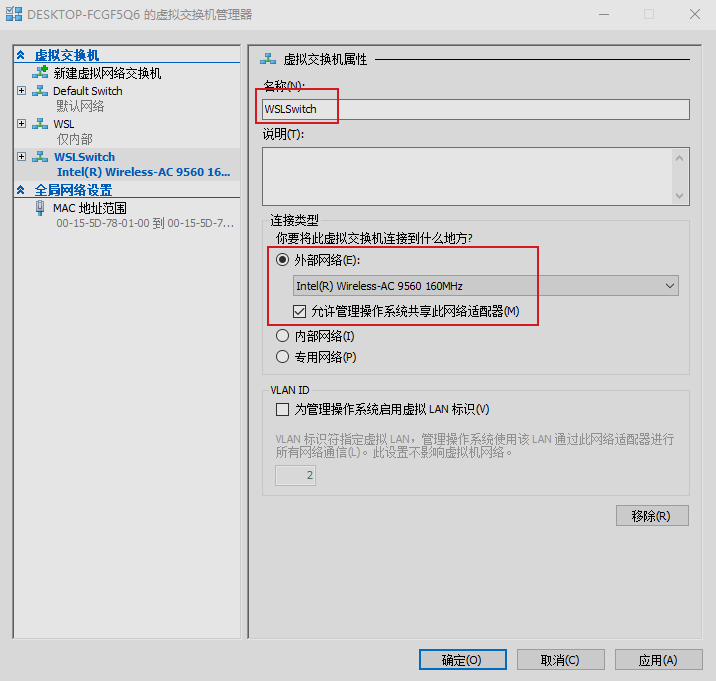 DESKTOP-FCGF5Q6 的虚拟交换机管理器
虚拟交换机
新建虚拟网络交换机
Default Switch
默认网络
WSL
仅内部
WSLSwitch
Intel(R) Wireless-AC 9560 16...
全局网络设置
MAC 地址范围
00-15-5D-78-01-00 到 00-15-5D-7...
虚拟交换机属性
名称(N):
WSLSwitch
说明(T):
连接类型
你要将此虚拟交换机连接到什么地方?
外部网络(E):
Intel(R) Wireless-AC 9560 160MHz
允许管理操作系统共享此网络适配器(M)
内部网络(I)
专用网络(P)
VLAN ID
为管理操作系统启用虚拟 LAN 标识(V)
VLAN 标识符指定虚拟 LAN，管理操作系统使用该 LAN 通过此网络适配器进行
所有网络通信(L)。此设置不影响虚拟机网络。
2
移除(R)
确定(O)
取消(C)
应用(A)